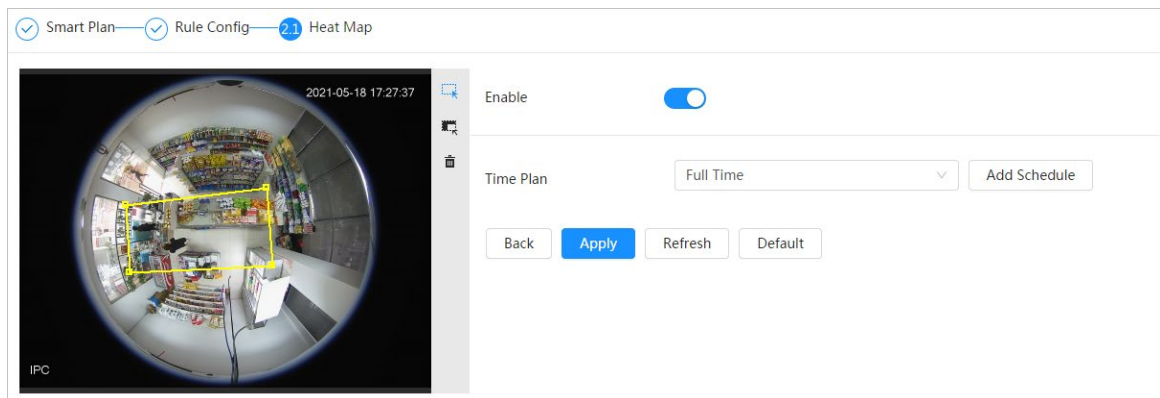 Smart Plan
Rule Config
2.1 Heat Map
2021-05-18 17:27:37
IPC
Enable
Time Plan
Full Time
Add Schedule
Back
Apply
Refresh
Default